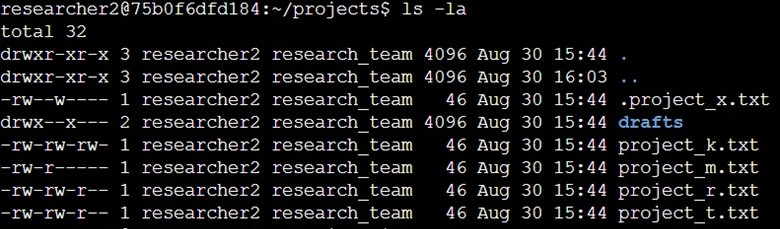 researcher2@75b0f6dfd184:~/projects$ ls -la
total 32
drwxr-xr-x 3 researcher2 research_team 4096 Aug 30 15:44 .
drwxr-xr-x 3 researcher2 research_team 4096 Aug 30 16:03 ..
-rw--w---- 1 researcher2 research_team   46 Aug 30 15:44 .project_x.txt
drwx--x--- 2 researcher2 research_team 4096 Aug 30 15:44 drafts
-rw-rw-rw- 1 researcher2 research_team   46 Aug 30 15:44 project_k.txt
-rw-r----- 1 researcher2 research_team   46 Aug 30 15:44 project_m.txt
-rw-rw-r-- 1 researcher2 research_team   46 Aug 30 15:44 project_r.txt
-rw-rw-r-- 1 researcher2 research_team   46 Aug 30 15:44 project_t.txt